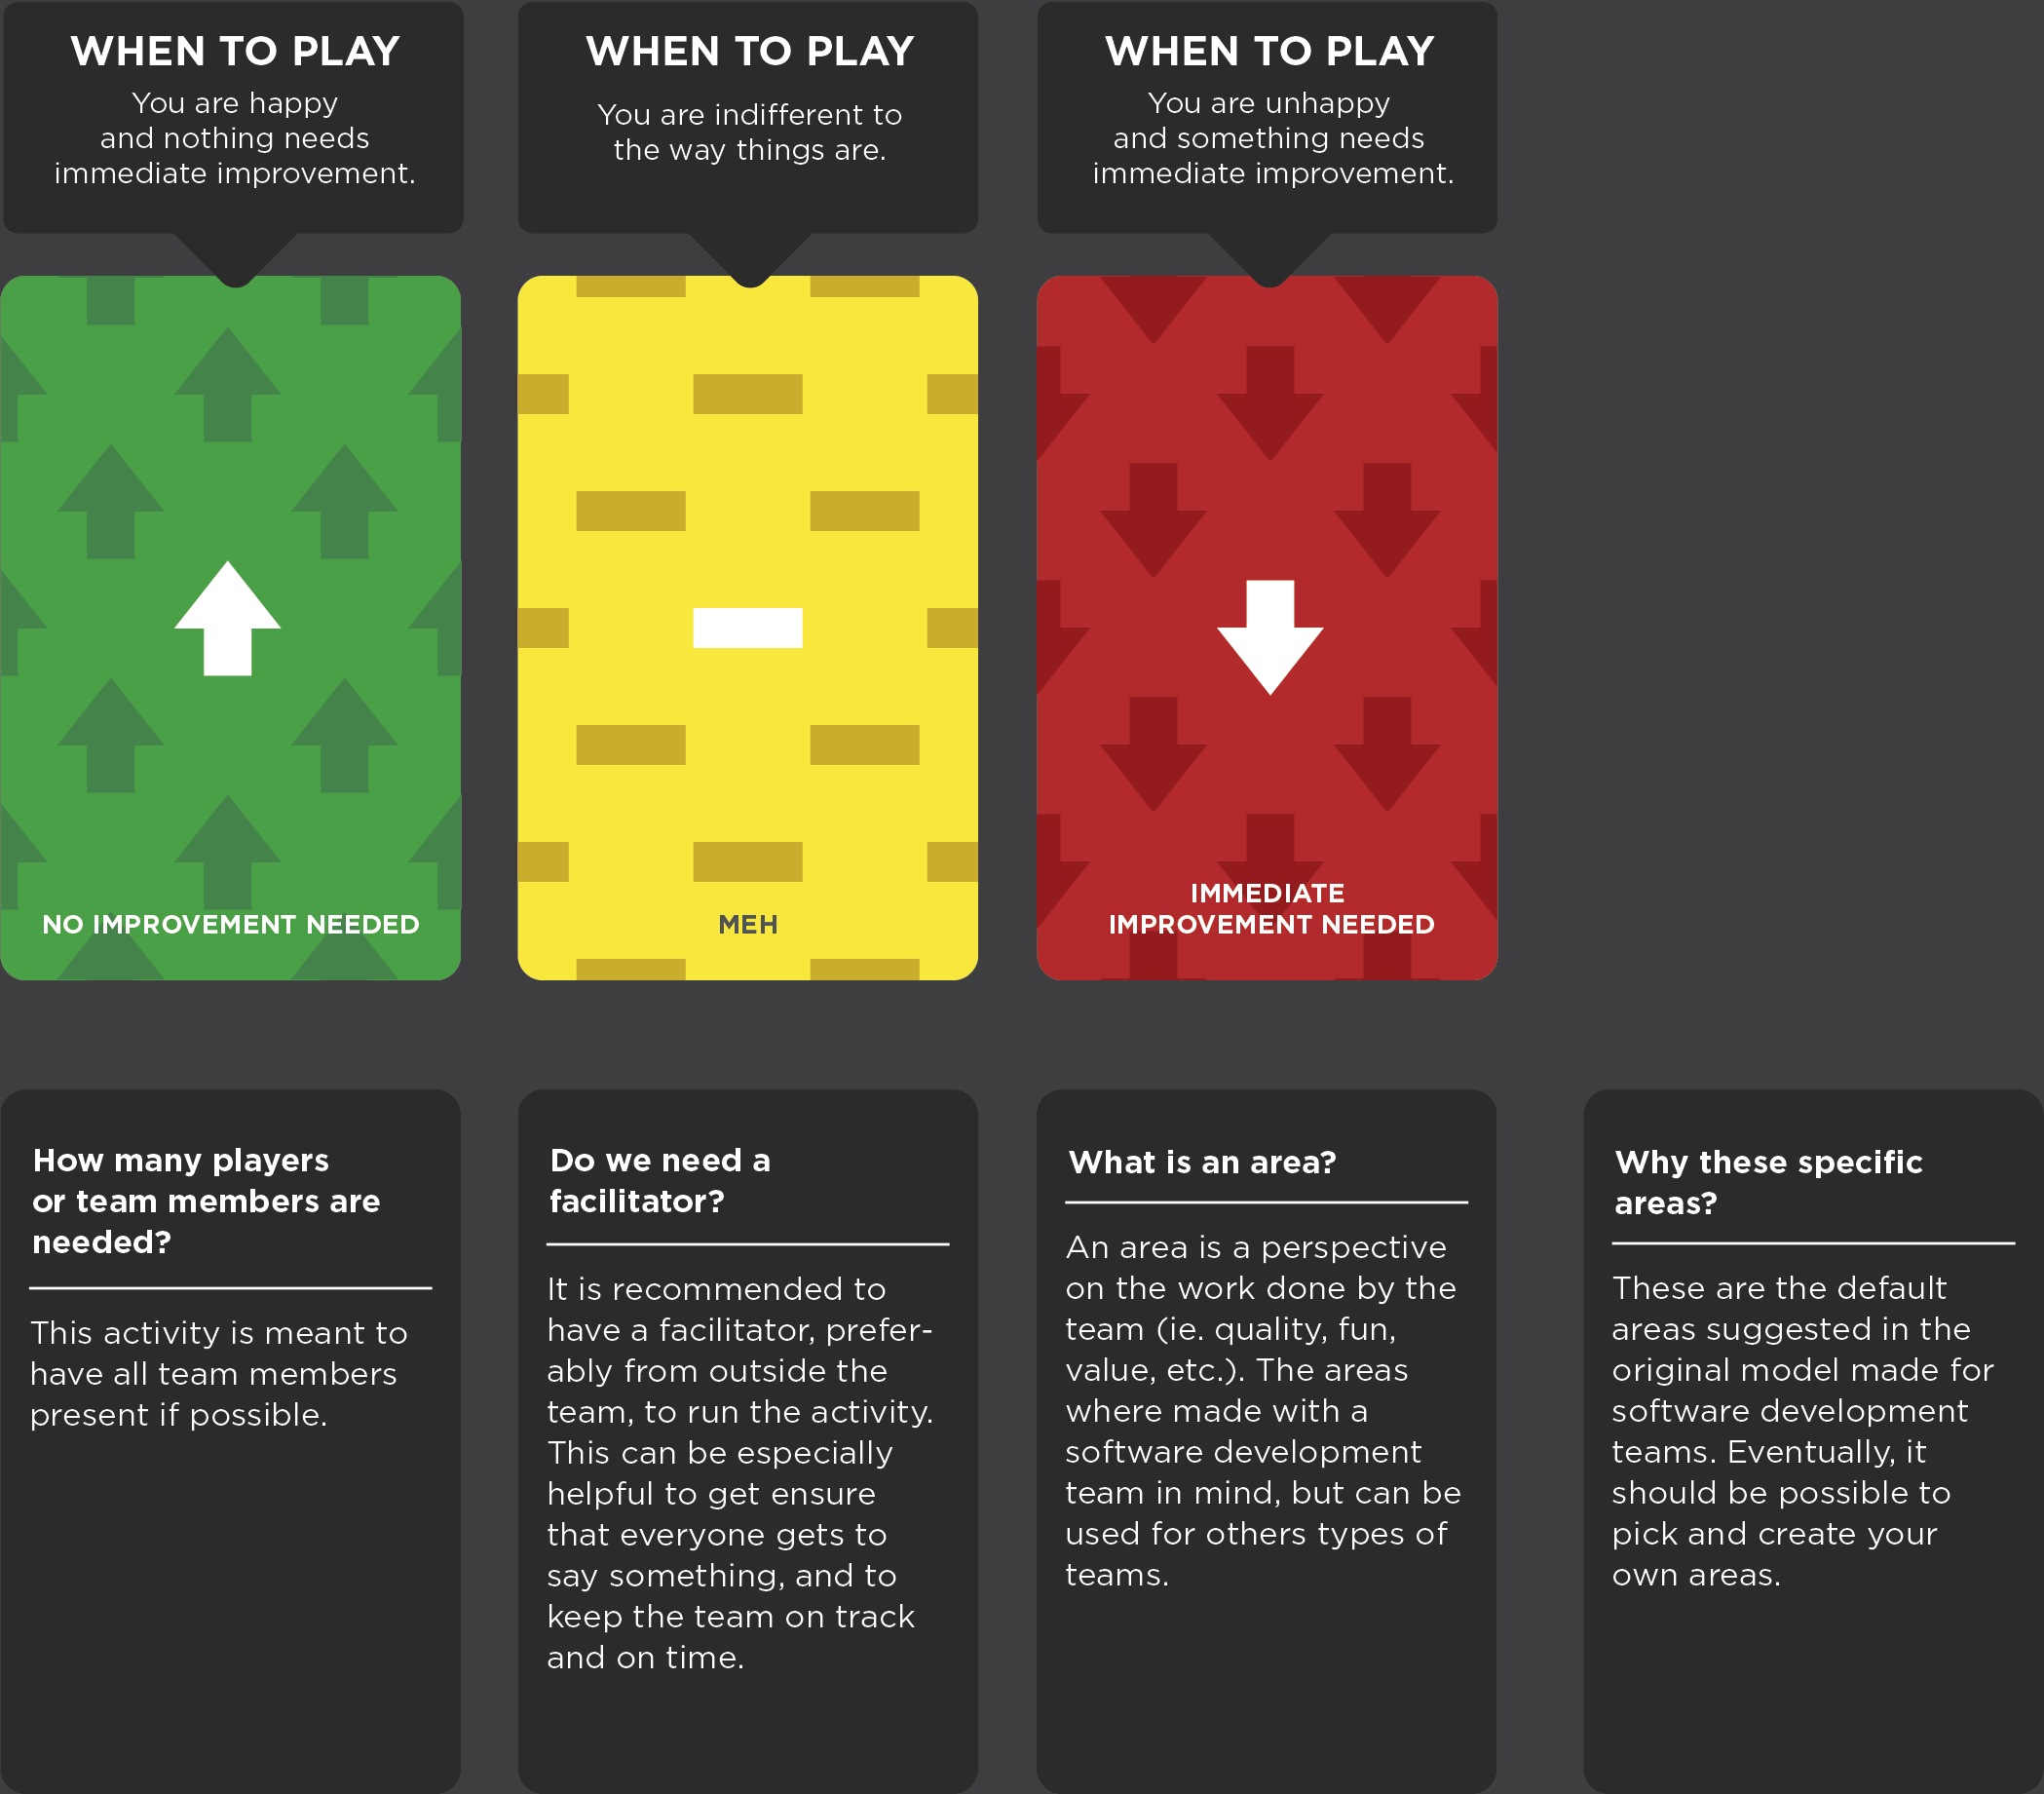 WHEN TO PLAY
You are happy
and nothing needs
immediate improvement.
WHEN TO PLAY
You are indifferent to
the way things are.
WHEN TO PLAY
You are unhappy
and something needs
immediate improvement.
NO IMPROVEMENT NEEDED
MEH
IMMEDIATE
IMPROVEMENT NEEDED
How many players
or team members are
needed?
This activity is meant to
have all team members
present if possible.
Do we need a
facilitator?
It is recommended to
have a facilitator, prefer-
ably from outside the
team, to run the activity.
This can be especially
helpful to get ensure
that everyone gets to
say something, and to
keep the team on track
and on time.
What is an area?
An area is a perspective
on the work done by the
team (ie. quality, fun,
value, etc.). The areas
where made with a
software development
team in mind, but can be
used for others types of
teams.
Why these specific
areas?
These are the default
areas suggested in the
original model made for
software development
teams. Eventually, it
should be possible to
pick and create your
own areas.